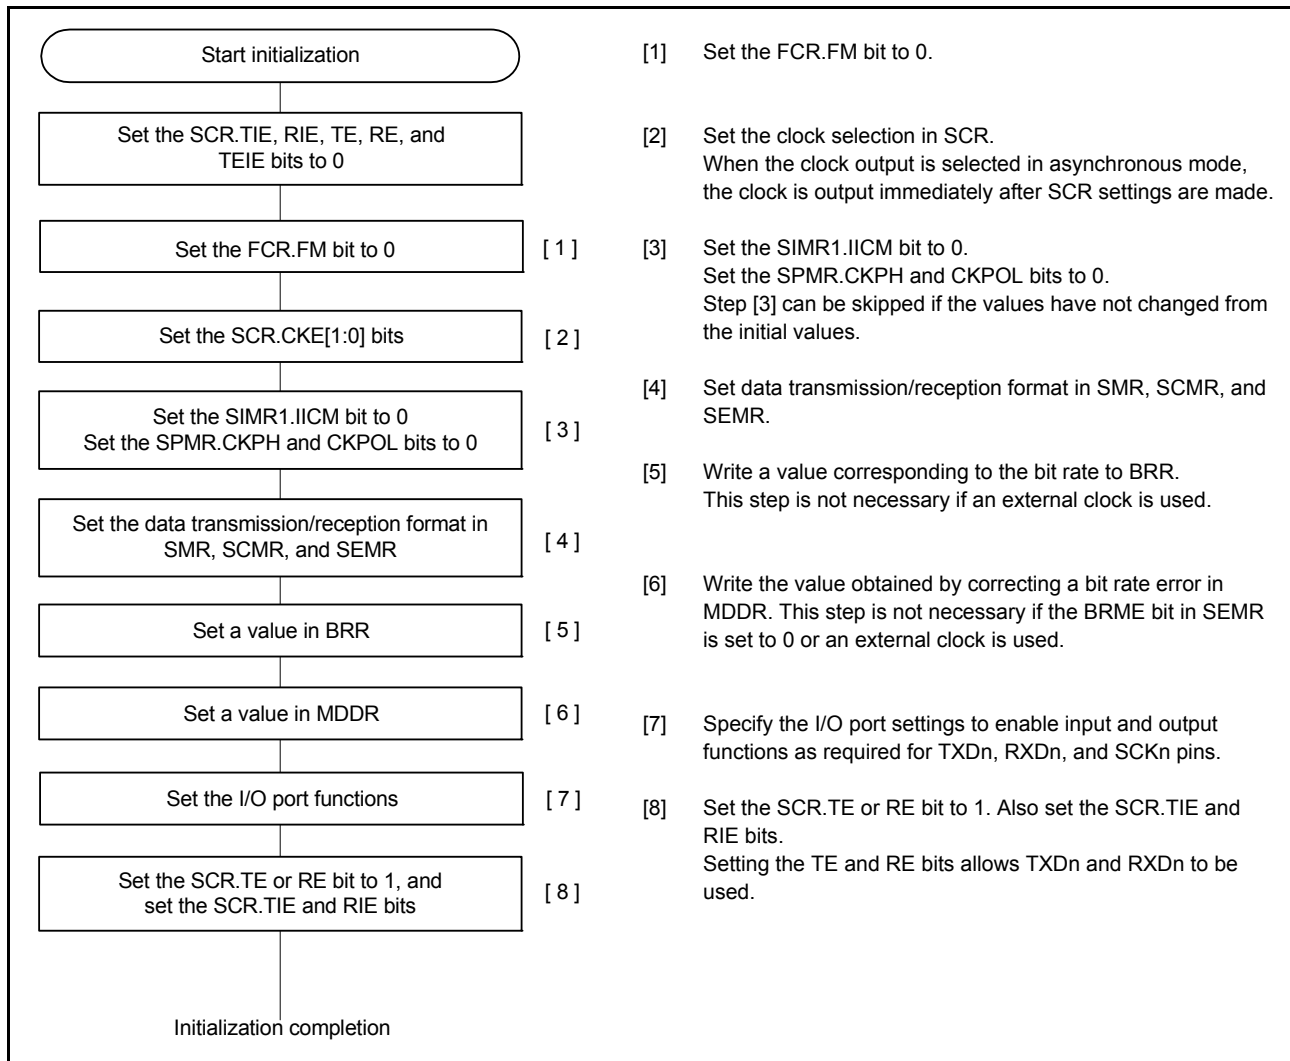 Start initialization
Set the SCR.TIE, RIE, TE, RE, and
TEIE bits to 0
Set the FCR.FM bit to 0
[ 1 ]
Set the SCR.CKE[1:0] bits
[ 2 ]
Set the SIMR1.IICM bit to 0
Set the SPMR.CKPH and CKPOL bits to 0
[ 3 ]
Set the data transmission/reception format in
SMR, SCMR, and SEMR
[ 4 ]
Set a value in BRR
[ 5 ]
Set a value in MDDR
[ 6 ]
Set the I/O port functions
[ 7 ]
Set the SCR.TE or RE bit to 1, and
set the SCR.TIE and RIE bits
[ 8 ]
Initialization completion
[1] Set the FCR.FM bit to 0.
[2] Set the clock selection in SCR.
When the clock output is selected in asynchronous mode,
the clock is output immediately after SCR settings are made.
[3] Set the SIMR1.IICM bit to 0.
Set the SPMR.CKPH and CKPOL bits to 0.
Step [3] can be skipped if the values have not changed from
the initial values.
[4] Set data transmission/reception format in SMR, SCMR, and
SEMR.
[5] Write a value corresponding to the bit rate to BRR.
This step is not necessary if an external clock is used.
[6] Write the value obtained by correcting a bit rate error in
MDDR. This step is not necessary if the BRME bit in SEMR
is set to 0 or an external clock is used.
[7] Specify the I/O port settings to enable input and output
functions as required for TXDn, RXDn, and SCKn pins.
[8] Set the SCR.TE or RE bit to 1. Also set the SCR.TIE and
RIE bits.
Setting the TE and RE bits allows TXDn and RXDn to be
used.